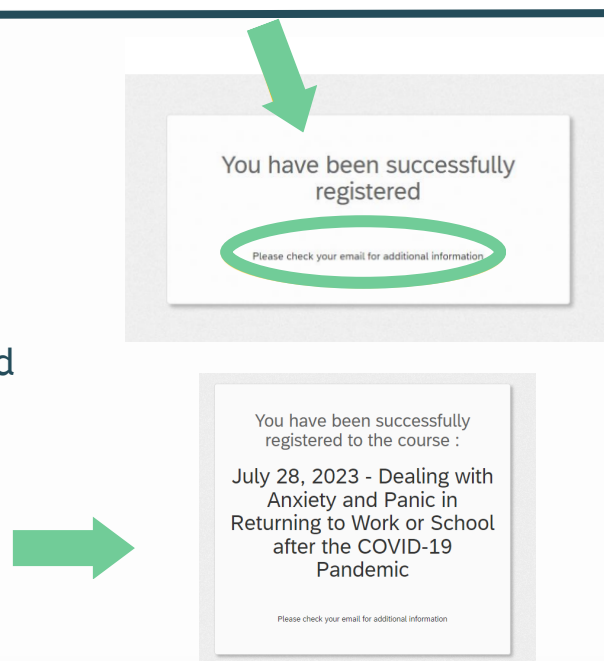 You have been successfully
registered
Please check your email for additional information
d
You have been successfully
registered to the course :
July 28, 2023 - Dealing with
Anxiety and Panic in
Returning to Work or School
after the COVID-19
Pandemic
Please check your email for additional information